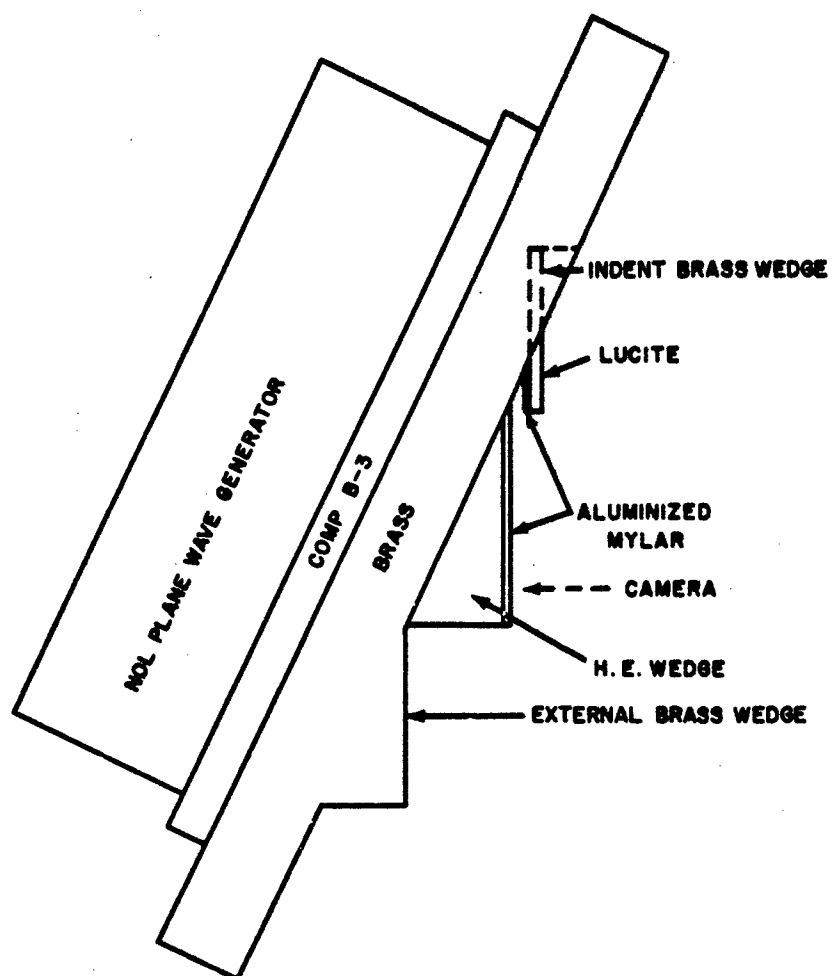 NOL PLANE WAVE GENERATOR
COMP B-3
BRASS
INDENT BRASS WEDGE
LUCITE
ALUMINIZED
MYLAR
CAMERA
H. E. WEDGE
EXTERNAL BRASS WEDGE